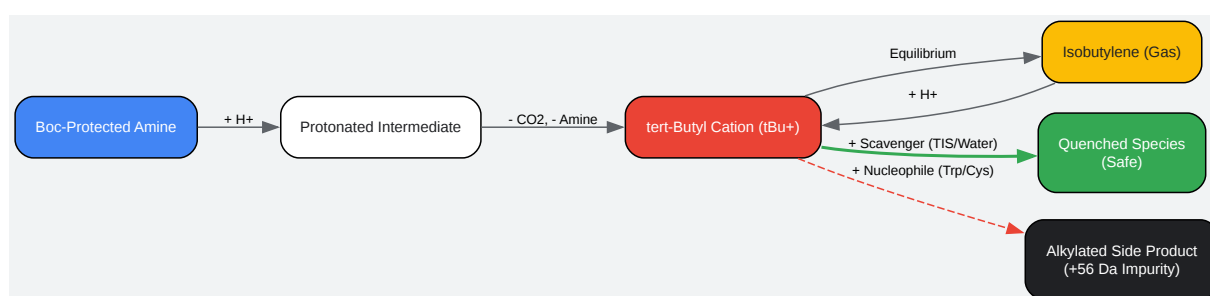 Boc-Protected Amine
+ H+
Protonated Intermediate
- CO2, - Amine
tert-Butyl Cation (tBu+)
Equilibrium
+ H+
Isobutylene (Gas)
+ Scavenger (TIS/Water)
Quenched Species
(Safe)
+ Nucleophile (Trp/Cys)
Alkylated Side Product
(+56 Da Impurity)